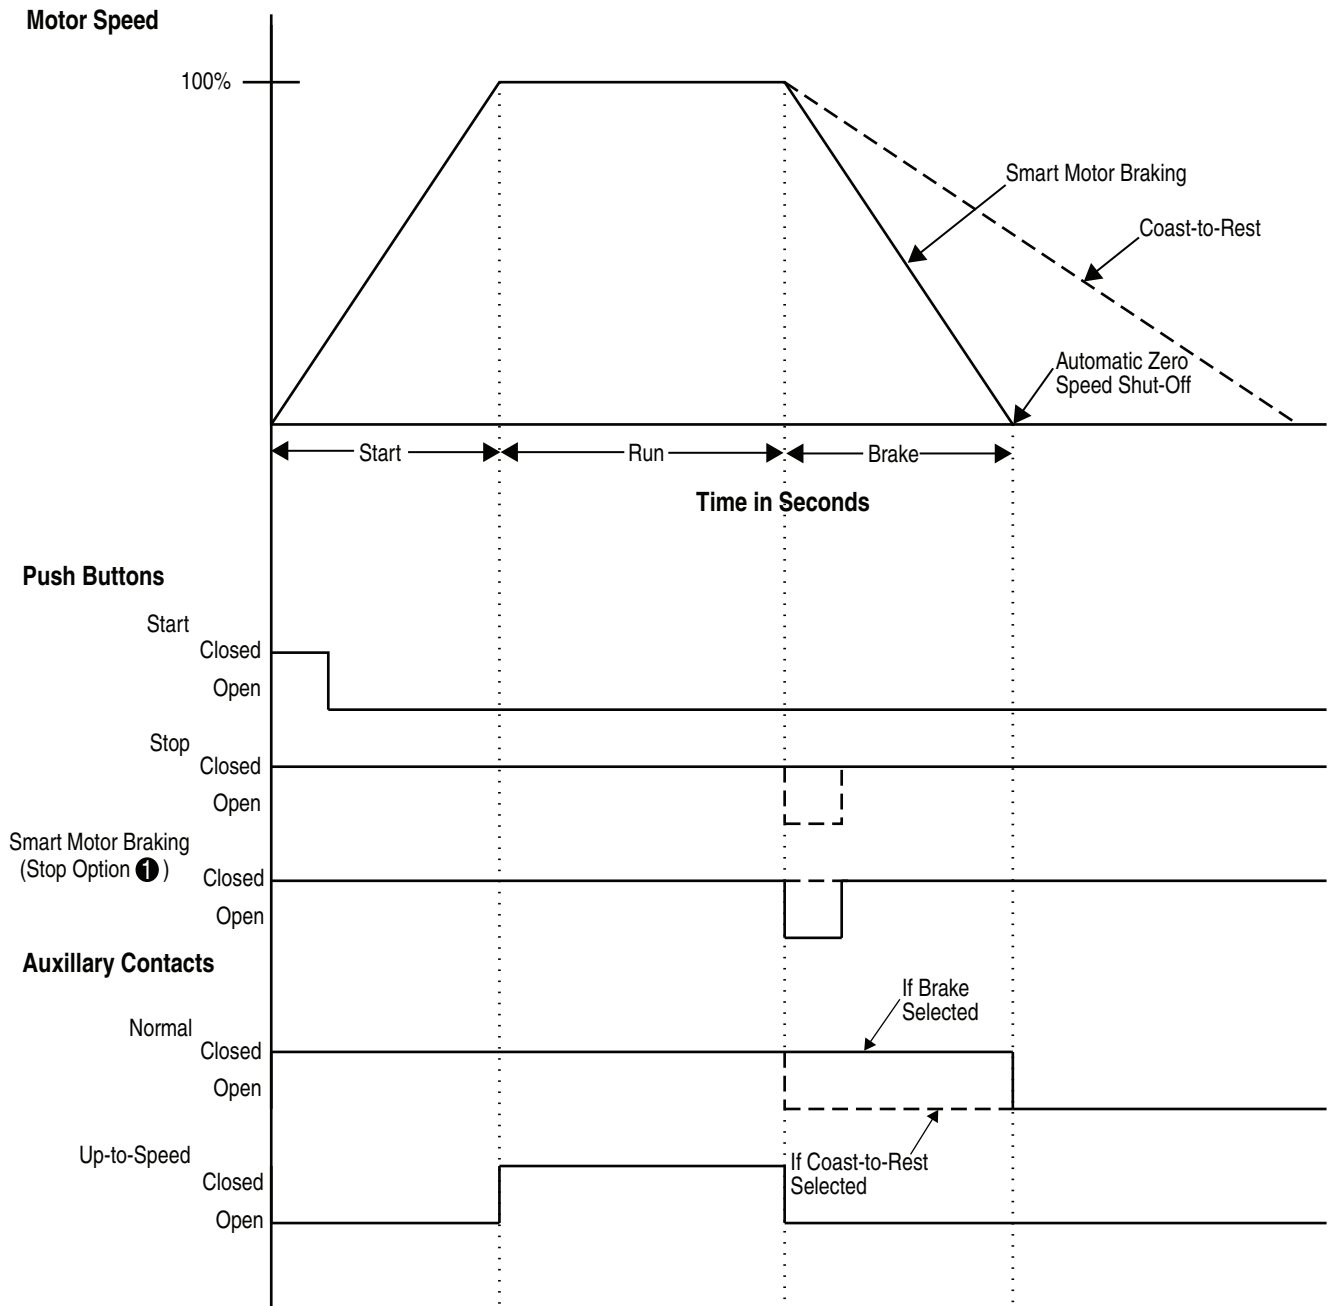 Motor Speed
100%
Smart Motor Braking
Coast-to-Rest
Automatic Zero
Speed Shut-Off
Start
Run
Brake
Time in Seconds
Push Buttons
Start
Closed
Open
Stop
Closed
Open
Smart Motor Braking
(Stop Option ❶ )
Closed
Open
Auxillary Contacts
If Brake
Selected
Normal
Closed
Open
If Coast-to-Rest
Selected
Up-to-Speed
Closed
Open